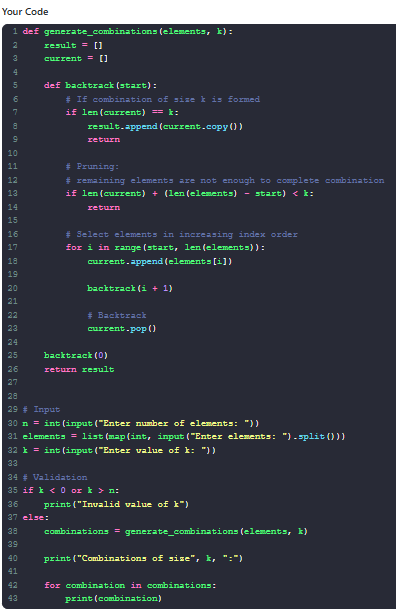 Your Code
1 def generate_combinations(elements, k):
2     result = []
3     current = []
4
5     def backtrack(start):
6         # If combination of size k is formed
7         if len(current) == k:
8             result.append(current.copy())
9             return
10
11         # Pruning:
12         # remaining elements are not enough to complete combination
13         if len(current) + (len(elements) - start) < k:
14             return
15
16         # Select elements in increasing index order
17         for i in range(start, len(elements)):
18             current.append(elements[i])
19
20             backtrack(i + 1)
21
22             # Backtrack
23             current.pop()
24
25     backtrack(0)
26     return result
27
28
29 # Input
30 n = int(input("Enter number of elements: "))
31 elements = list(map(int, input("Enter elements: ").split()))
32 k = int(input("Enter value of k: "))
33
34 # Validation
35 if k < 0 or k > n:
36     print("Invalid value of k")
37 else:
38     combinations = generate_combinations(elements, k)
39
40     print("Combinations of size", k, ":")
41
42     for combination in combinations:
43         print(combination)